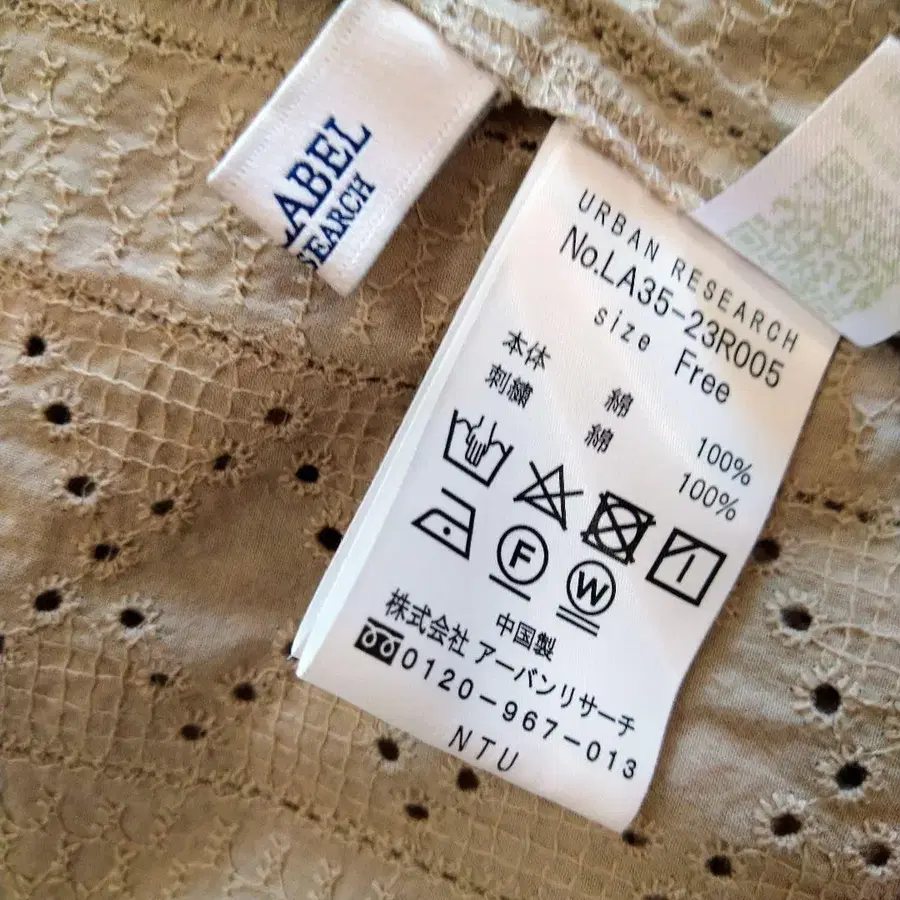 ABEL
SEARCH
URBAN RESEARCH
No.LA35-23R005
size Free
本体 綿 100%
刺繍 綿 100%
F W
中国製
株式会社 アーバンリサーチ
0120-967-013
NTU